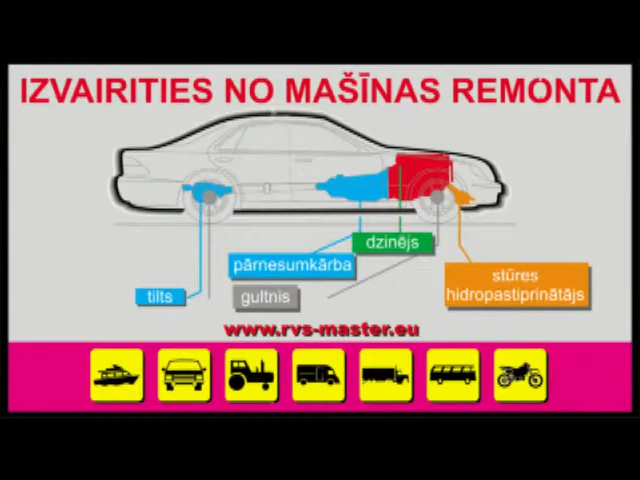 IZVAIRITIES NO MAŠĪNAS REMONTA
dzinējs
pārnesumkārba
stūres
hidropastiprinātājs
tilts
gultnis
www.rvs-master.eu